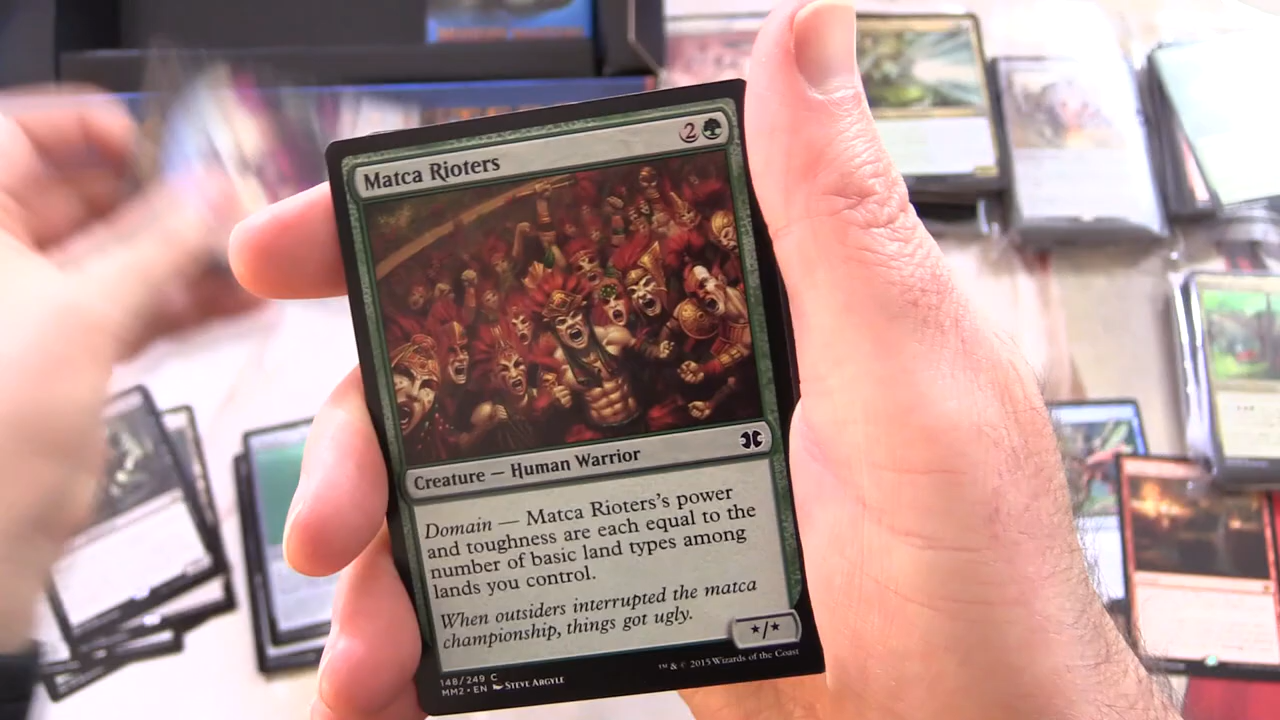 Matca Rioters
2
Creature — Human Warrior
Domain — Matca Rioters's power
and toughness are each equal to the
number of basic land types among
lands you control.
When outsiders interrupted the matca
championship, things got ugly.
★/★
148/249 C
MM2 • EN STEVE ARGYLE
™ & © 2015 Wizards of the Coast